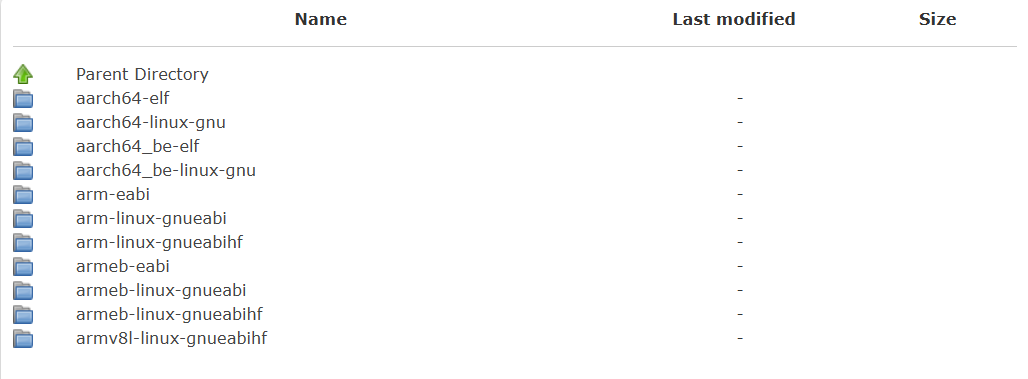 Name Last modified Size
Parent Directory
aarch64-elf -
aarch64-linux-gnu -
aarch64_be-elf -
aarch64_be-linux-gnu -
arm-eabi -
arm-linux-gnueabi -
arm-linux-gnueabihf -
armeb-eabi -
armeb-linux-gnueabi -
armeb-linux-gnueabihf -
armv8l-linux-gnueabihf -